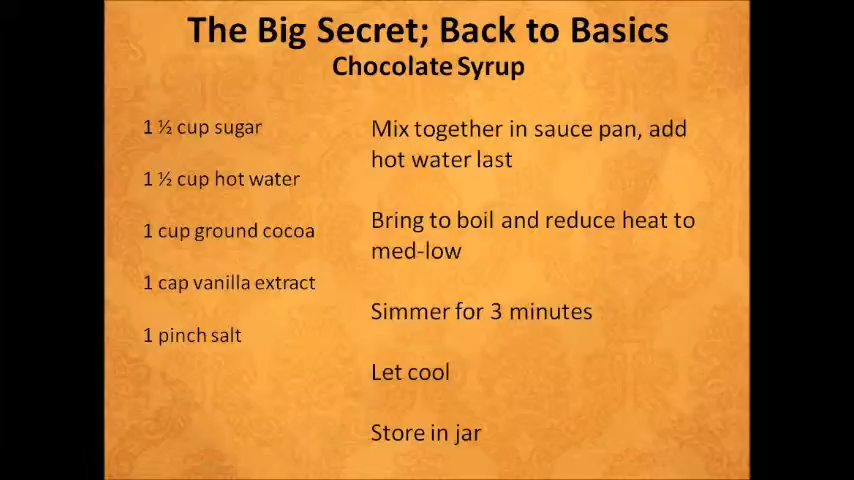 The Big Secret; Back to Basics
Chocolate Syrup
1 ½ cup sugar
1 ½ cup hot water
1 cup ground cocoa
1 cap vanilla extract
1 pinch salt
Mix together in sauce pan, add
hot water last
Bring to boil and reduce heat to
med-low
Simmer for 3 minutes
Let cool
Store in jar